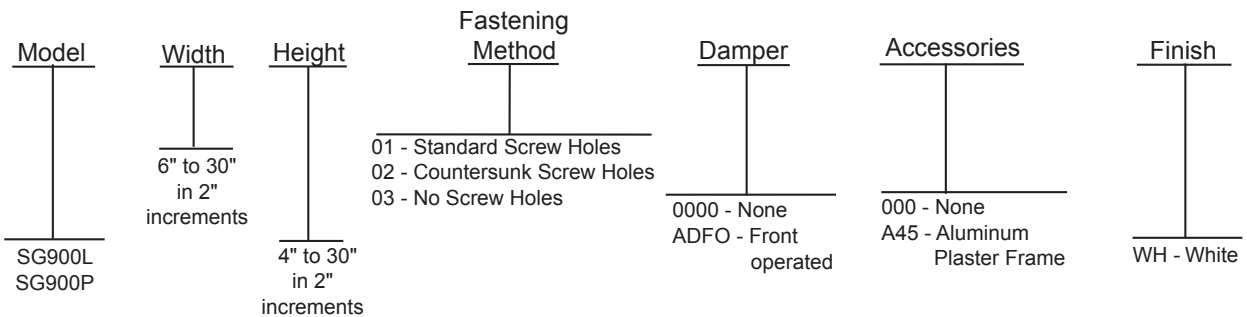 Model
Width
Height
Fastening
Method
Damper
Accessories
Finish
SG900L
SG900P
6" to 30"
in 2"
increments
4" to 30"
in 2"
increments
01 - Standard Screw Holes
02 - Countersunk Screw Holes
03 - No Screw Holes
0000 - None
ADFO - Front
operated
000 - None
A45 - Aluminum
Plaster Frame
WH - White